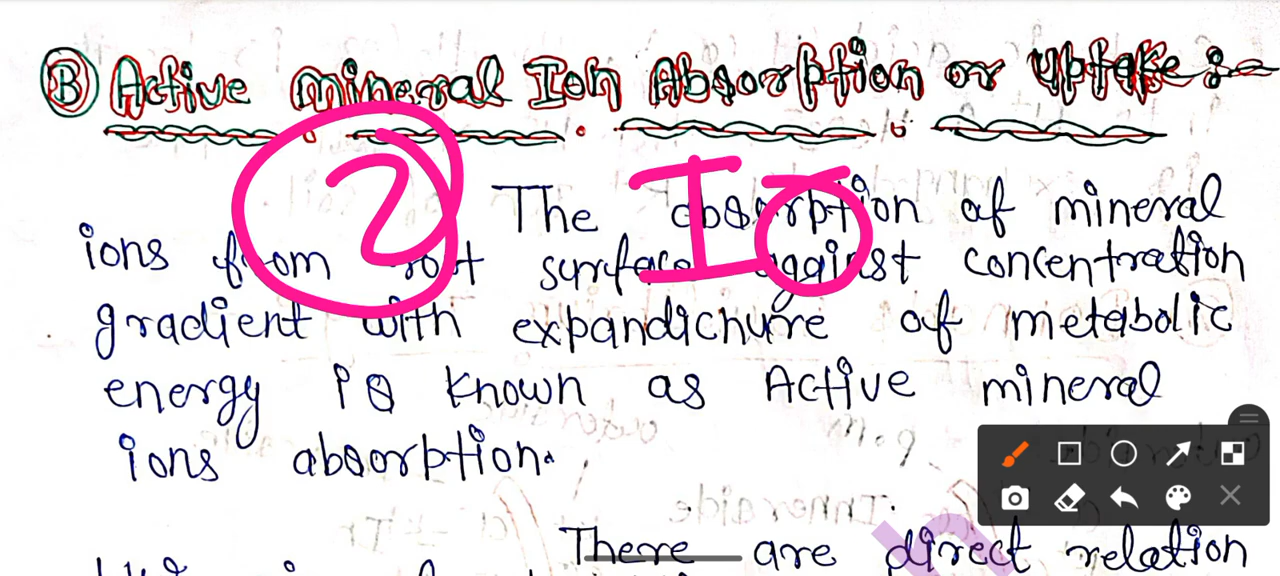 Ⓑ Active mineral Ion Absorption or Uptake :-
② I
The absorption of mineral
ions from root surface against concentration
gradient with expandichure of metabolic
energy is known as Active mineral
ions absorption.
There are direct relation